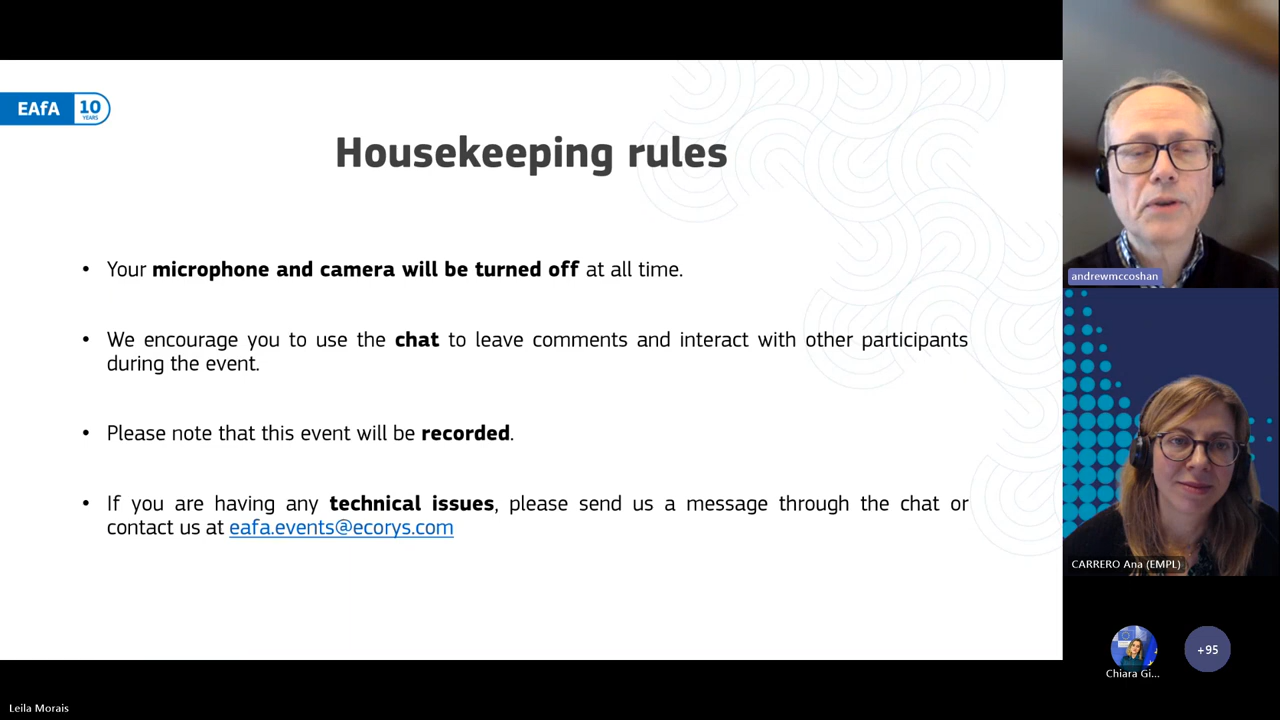 EAfA 10
YEARS
Housekeeping rules
• Your microphone and camera will be turned off at all time.
• We encourage you to use the chat to leave comments and interact with other participants
during the event.
• Please note that this event will be recorded.
• If you are having any technical issues, please send us a message through the chat or
contact us at eafa.events@ecorys.com
andrewmccoshan
CARRERO Ana (EMPL)
+95
Chiara Gi...
Leila Morais